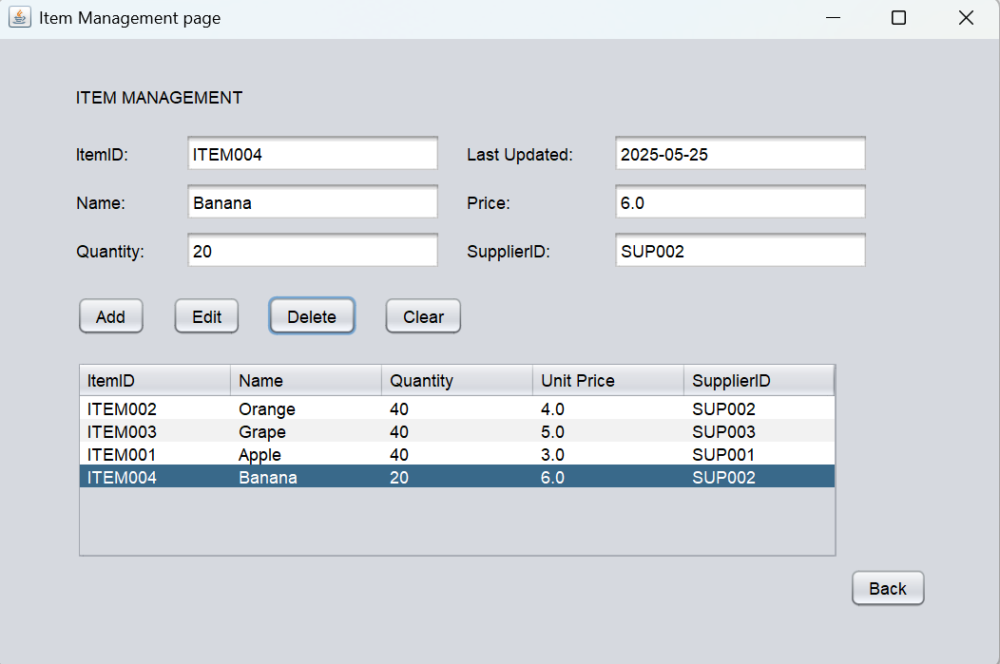 Item Management page
ITEM MANAGEMENT
ItemID: ITEM004 Last Updated: 2025-05-25
Name: Banana Price: 6.0
Quantity: 20 SupplierID: SUP002
Add Edit Delete Clear
ItemID Name Quantity Unit Price SupplierID
ITEM002 Orange 40 4.0 SUP002
ITEM003 Grape 40 5.0 SUP003
ITEM001 Apple 40 3.0 SUP001
ITEM004 Banana 20 6.0 SUP002
Back